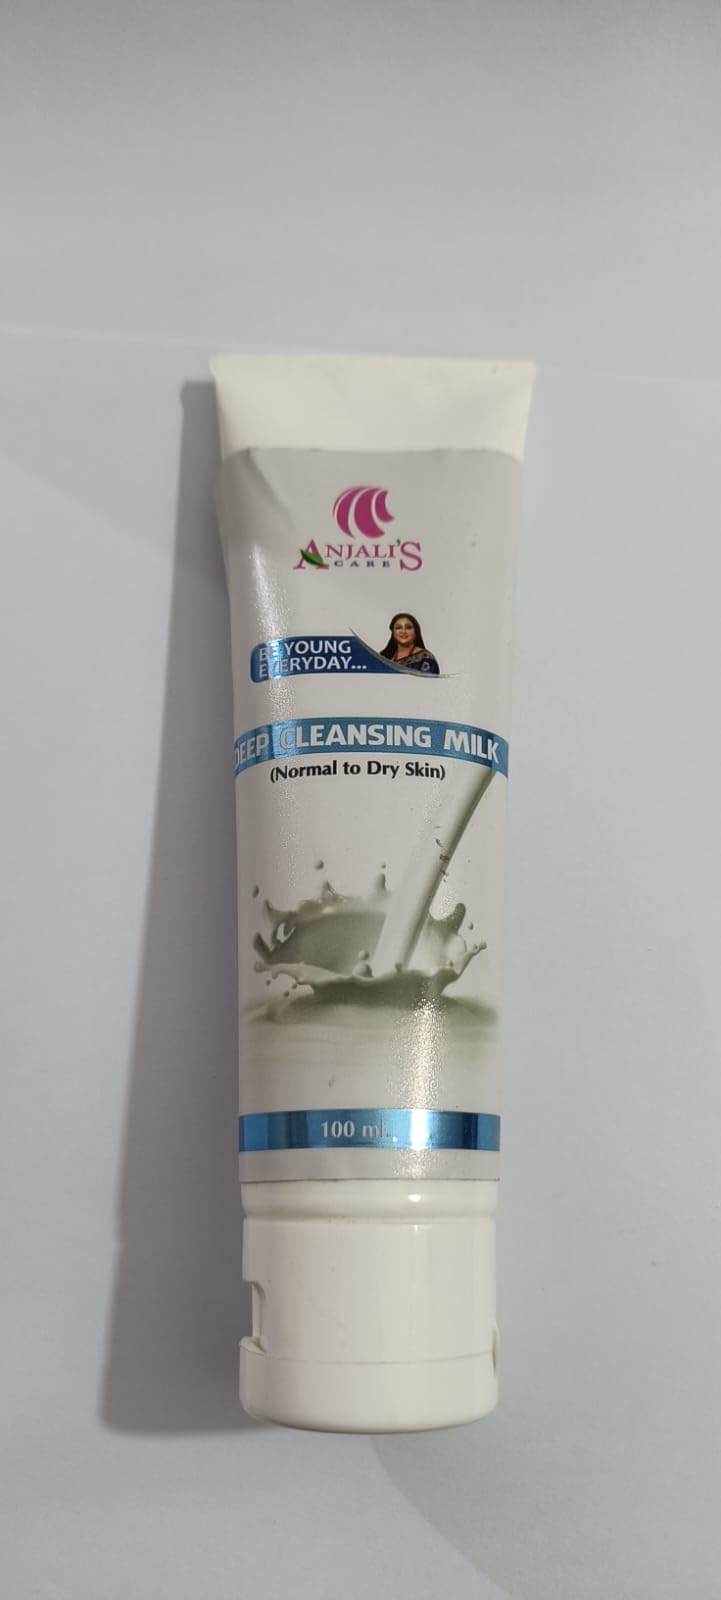 ANJALI'S
CARE
BE YOUNG
EVERYDAY...
DEEP CLEANSING MILK
(Normal to Dry Skin)
100 ml.